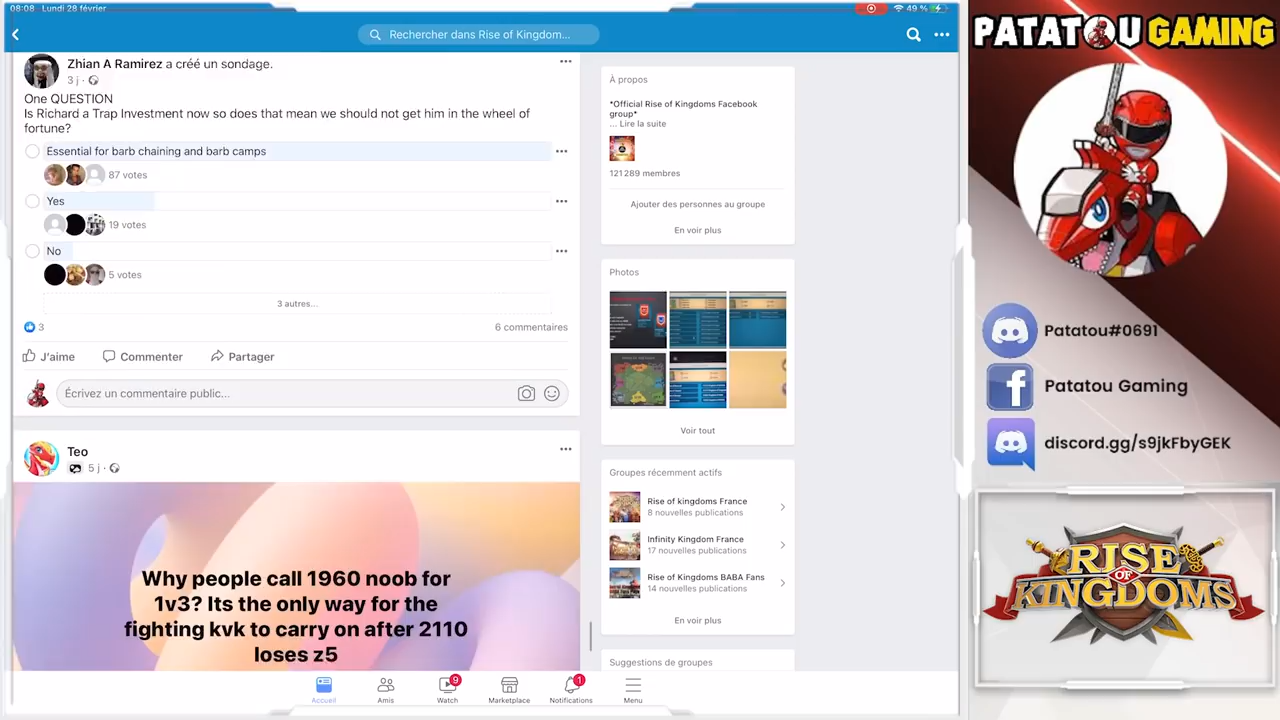 08:08 Lundi 28 février
49 %
Rechercher dans Rise of Kingdom...
Zhian A Ramirez a créé un sondage.
3 j ·
One QUESTION
Is Richard a Trap Investment now so does that mean we should not get him in the wheel of
fortune?
Essential for barb chaining and barb camps
87 votes
Yes
19 votes
No
5 votes
3 autres...
3
6 commentaires
J'aime
Commenter
Partager
Écrivez un commentaire public...
Teo
5 j ·
Why people call 1960 noob for
1v3? Its the only way for the
fighting kvk to carry on after 2110
loses z5
À propos
*Official Rise of Kingdoms Facebook
group*
... Lire la suite
121 289 membres
Ajouter des personnes au groupe
En voir plus
Photos
Voir tout
Groupes récemment actifs
Rise of kingdoms France
8 nouvelles publications
Infinity Kingdom France
17 nouvelles publications
Rise of Kingdoms BABA Fans
14 nouvelles publications
En voir plus
Suggestions de groupes
Accueil
Amis
9
Watch
Marketplace
1
Notifications
Menu
PATATOU GAMING
Patatou#0691
Patatou Gaming
discord.gg/s9jkFbyGEK
RISE
OF
KINGDOMS